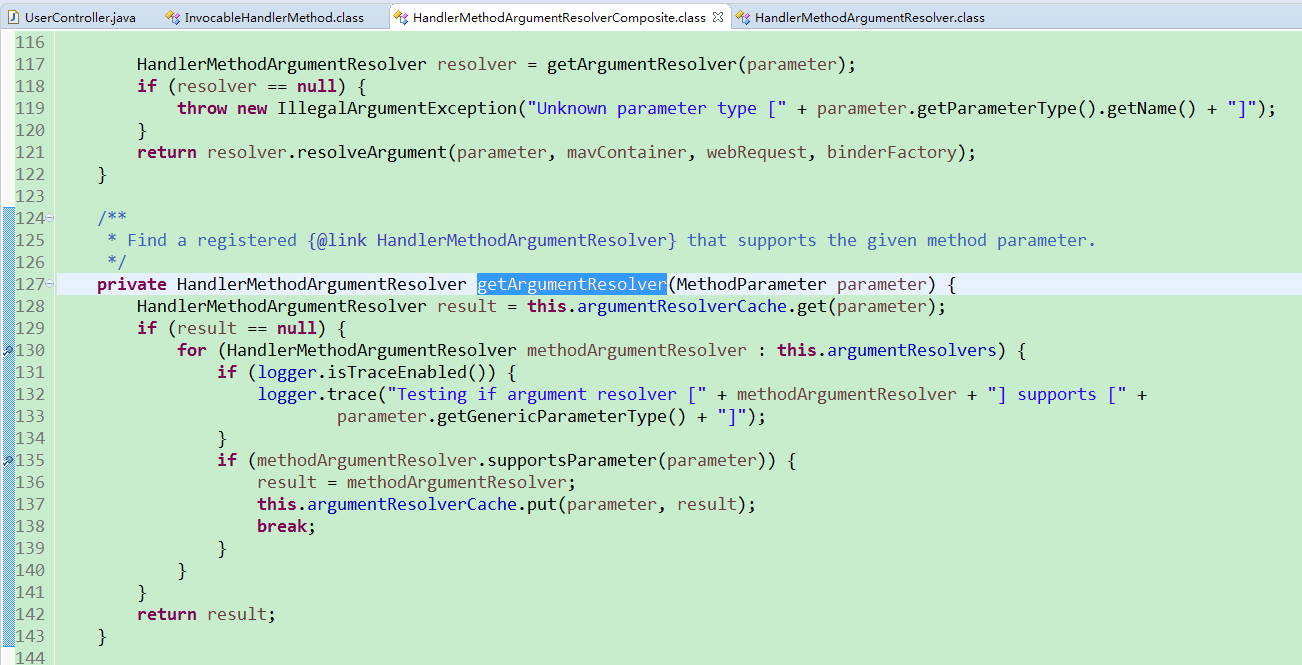 UserController.java InvocableHandlerMethod.class HandlerMethodArgumentResolverComposite.class HandlerMethodArgumentResolver.class
116
117 HandlerMethodArgumentResolver resolver = getArgumentResolver(parameter);
118 if (resolver == null) {
119 throw new IllegalArgumentException("Unknown parameter type [" + parameter.getParameterType().getName() + "]");
120 }
121 return resolver.resolveArgument(parameter, mavContainer, webRequest, binderFactory);
122 }
123
124 /**
125 * Find a registered {@link HandlerMethodArgumentResolver} that supports the given method parameter.
126 */
127 private HandlerMethodArgumentResolver getArgumentResolver(MethodParameter parameter) {
128 HandlerMethodArgumentResolver result = this.argumentResolverCache.get(parameter);
129 if (result == null) {
130 for (HandlerMethodArgumentResolver methodArgumentResolver : this.argumentResolvers) {
131 if (logger.isTraceEnabled()) {
132 logger.trace("Testing if argument resolver [" + methodArgumentResolver + "] supports [" +
133 parameter.getGenericParameterType() + "]");
134 }
135 if (methodArgumentResolver.supportsParameter(parameter)) {
136 result = methodArgumentResolver;
137 this.argumentResolverCache.put(parameter, result);
138 break;
139 }
140 }
141 }
142 return result;
143 }
144